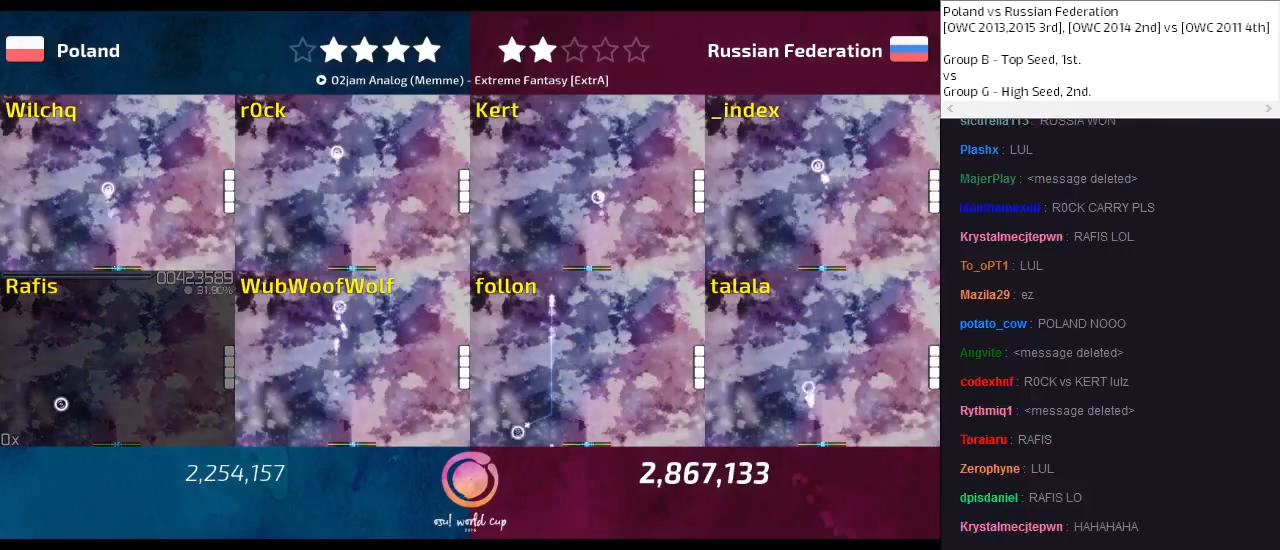 Poland
Russian Federation
O2jam Analog (Memme) - Extreme Fantasy [ExtrA]
Wilchq
r0ck
Kert
_index
Rafis
00423589
31.90%
WubWoofWolf
follon
talala
0x
2,254,157
2,867,133
osu! world cup
Poland vs Russian Federation
[OWC 2013,2015 3rd], [OWC 2014 2nd] vs [OWC 2011 4th]
Group B - Top Seed, 1st.
vs
Group G - High Seed, 2nd.
RUSSIA WON
Plashx : LUL
MajerPlay : <message deleted>
: R0CK CARRY PLS
Krystalmecjtepwn : RAFIS LOL
To_oPT1 : LUL
Mazila29 : ez
potato_cow : POLAND NOOO
Angvite : <message deleted>
codexhnf : R0CK vs KERT lulz
Rythmiq1 : <message deleted>
Toraiaru : RAFIS
Zerophyne : LUL
dpisdaniel : RAFIS LO
Krystalmecjtepwn : HAHAHAHA